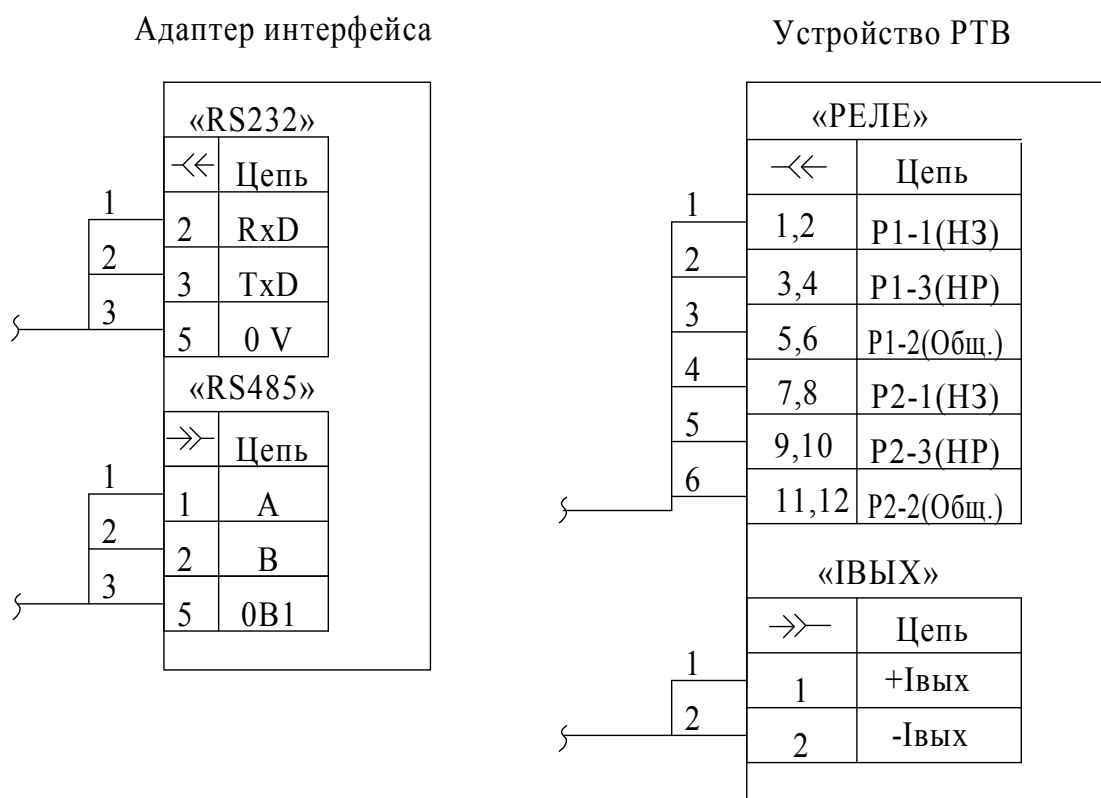 Адаптер интерфейса
«RS232»
Цепь
1
2 RxD
2
3 TxD
3
5 0 V
«RS485»
Цепь
1
1 A
2
2 B
3
5 0В1
Устройство РТВ
«РЕЛЕ»
Цепь
1
1,2 Р1-1(НЗ)
2
3,4 Р1-3(НР)
3
5,6 Р1-2(Общ.)
4
7,8 Р2-1(НЗ)
5
9,10 Р2-3(НР)
6
11,12 Р2-2(Общ.)
«IВЫХ»
Цепь
1
1 +Iвых
2
2 -Iвых